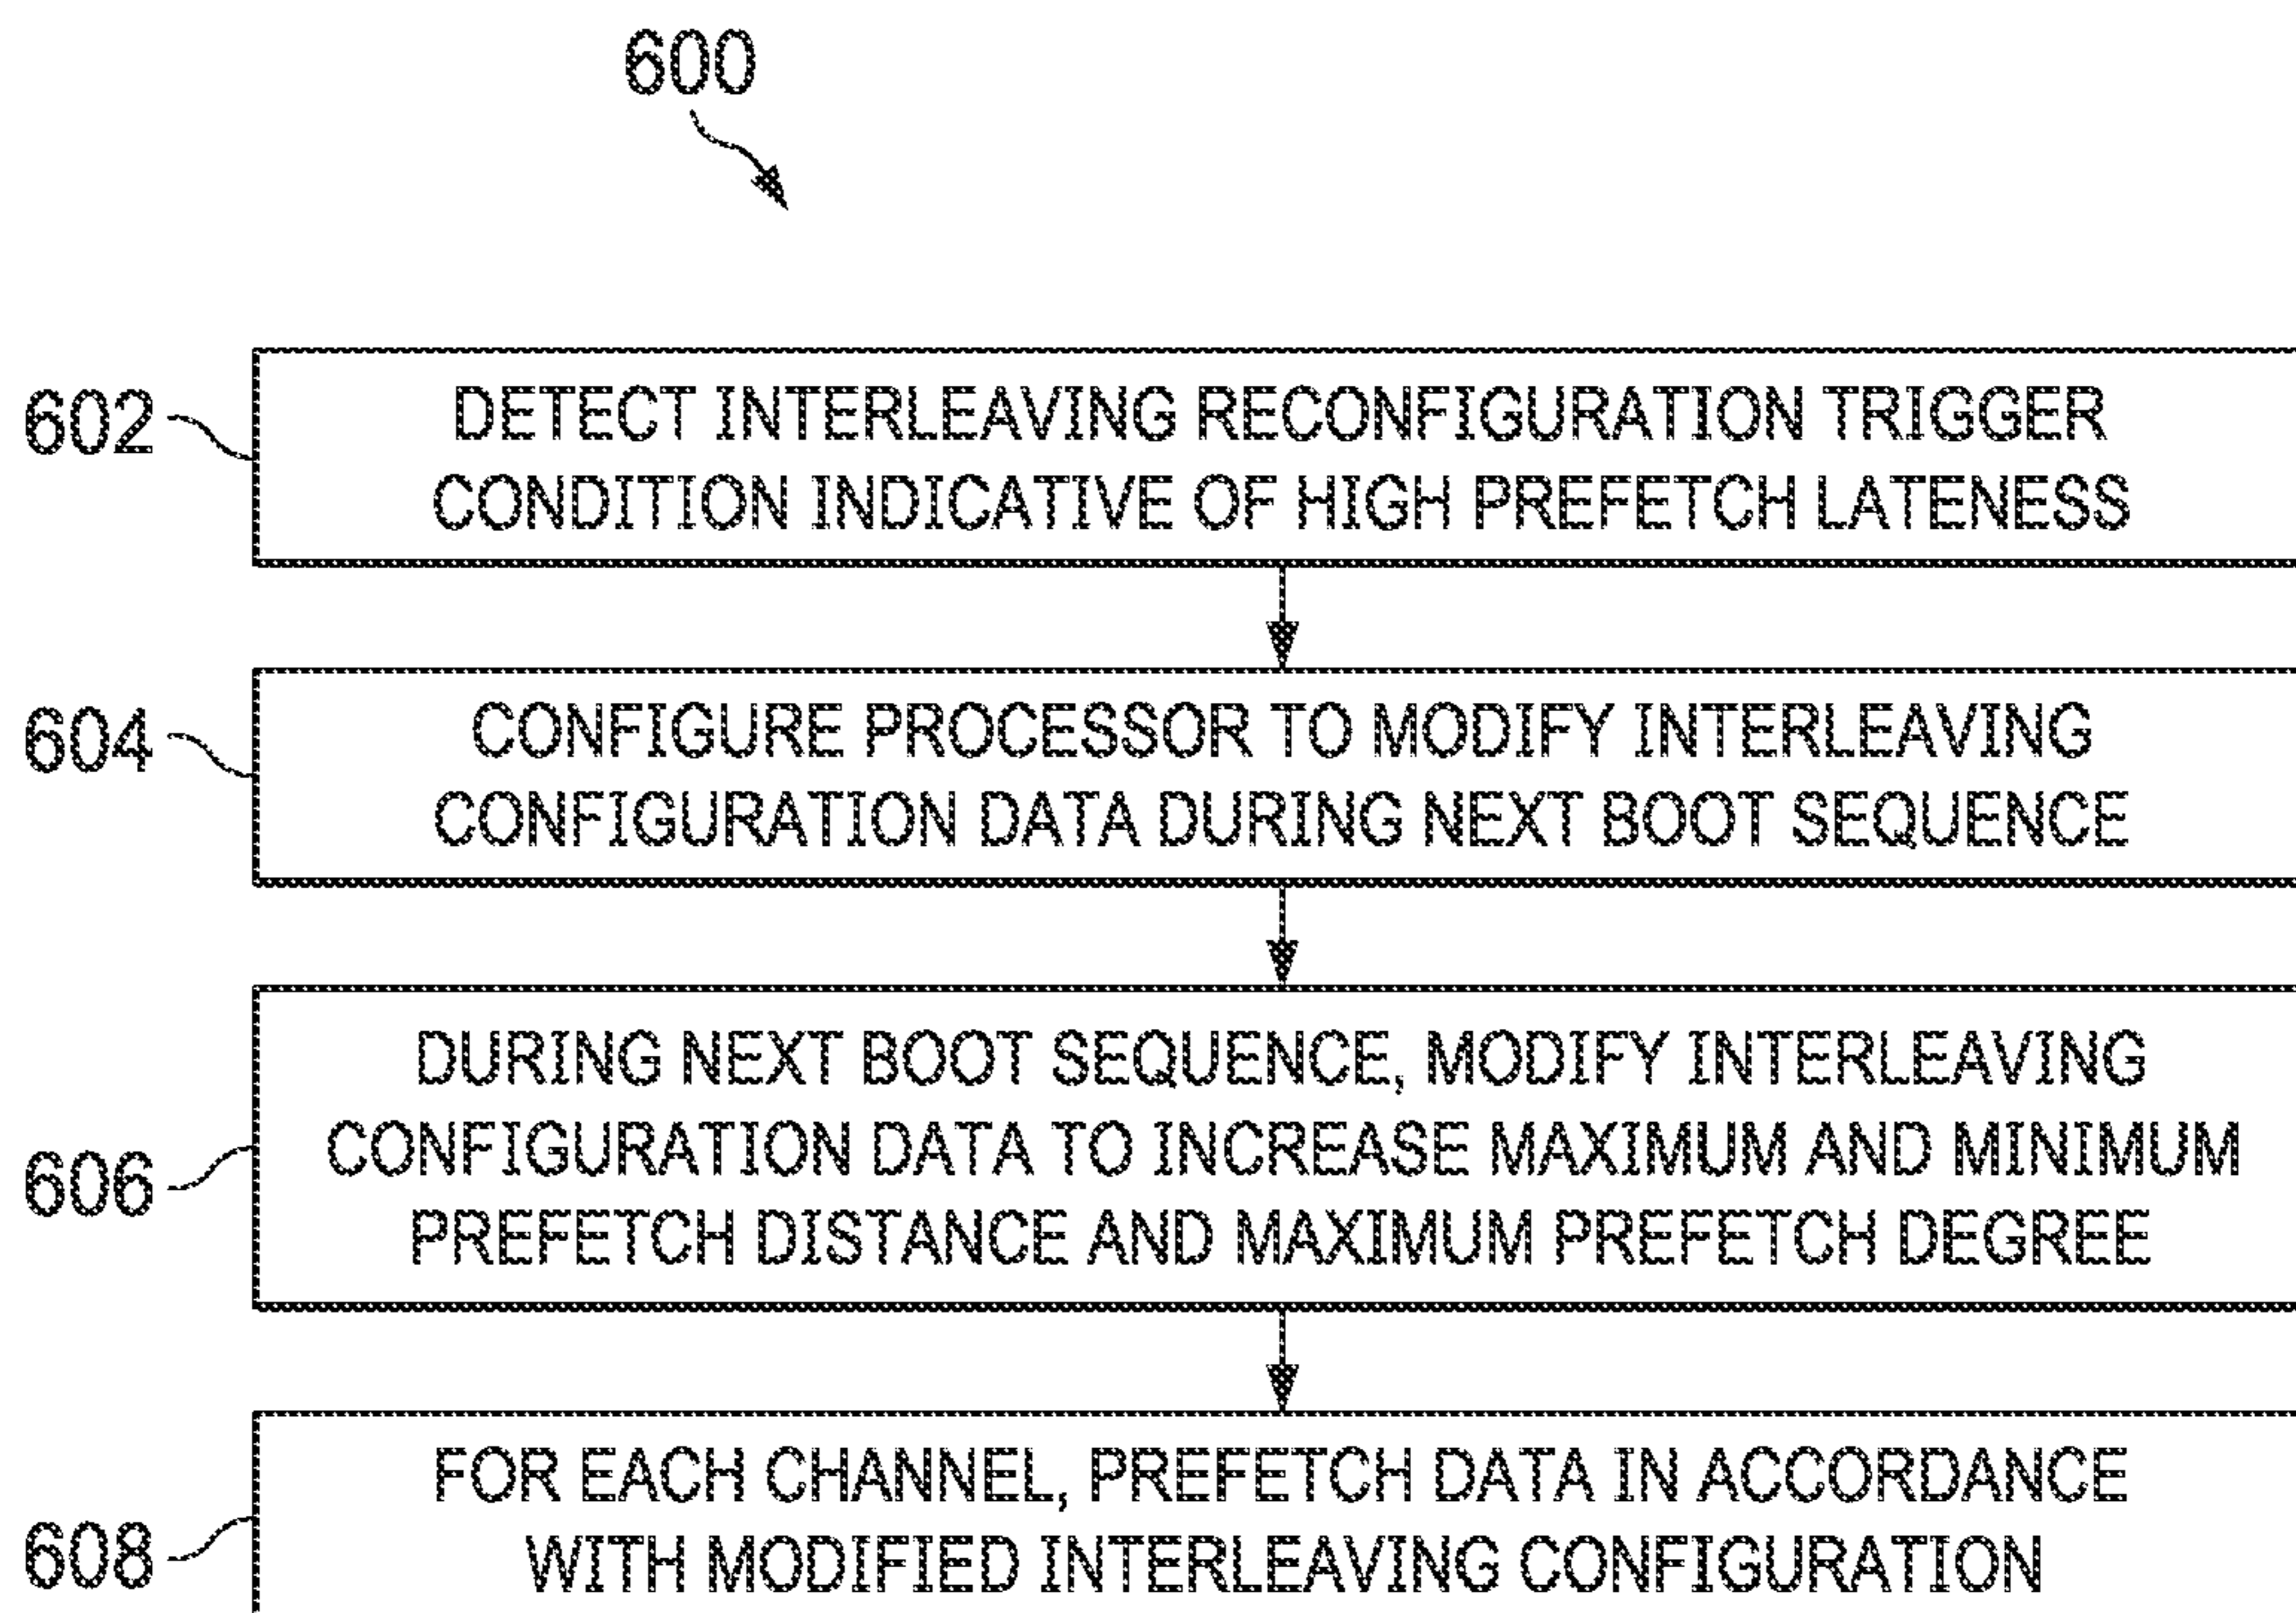 600
602
DETECT INTERLEAVING RECONFIGURATION TRIGGER
CONDITION INDICATIVE OF HIGH PREFETCH LATENESS
604
CONFIGURE PROCESSOR TO MODIFY INTERLEAVING
CONFIGURATION DATA DURING NEXT BOOT SEQUENCE
606
DURING NEXT BOOT SEQUENCE, MODIFY INTERLEAVING
CONFIGURATION DATA TO INCREASE MAXIMUM AND MINIMUM
PREFETCH DISTANCE AND MAXIMUM PREFETCH DEGREE
608
FOR EACH CHANNEL, PREFETCH DATA IN ACCORDANCE
WITH MODIFIED INTERLEAVING CONFIGURATION